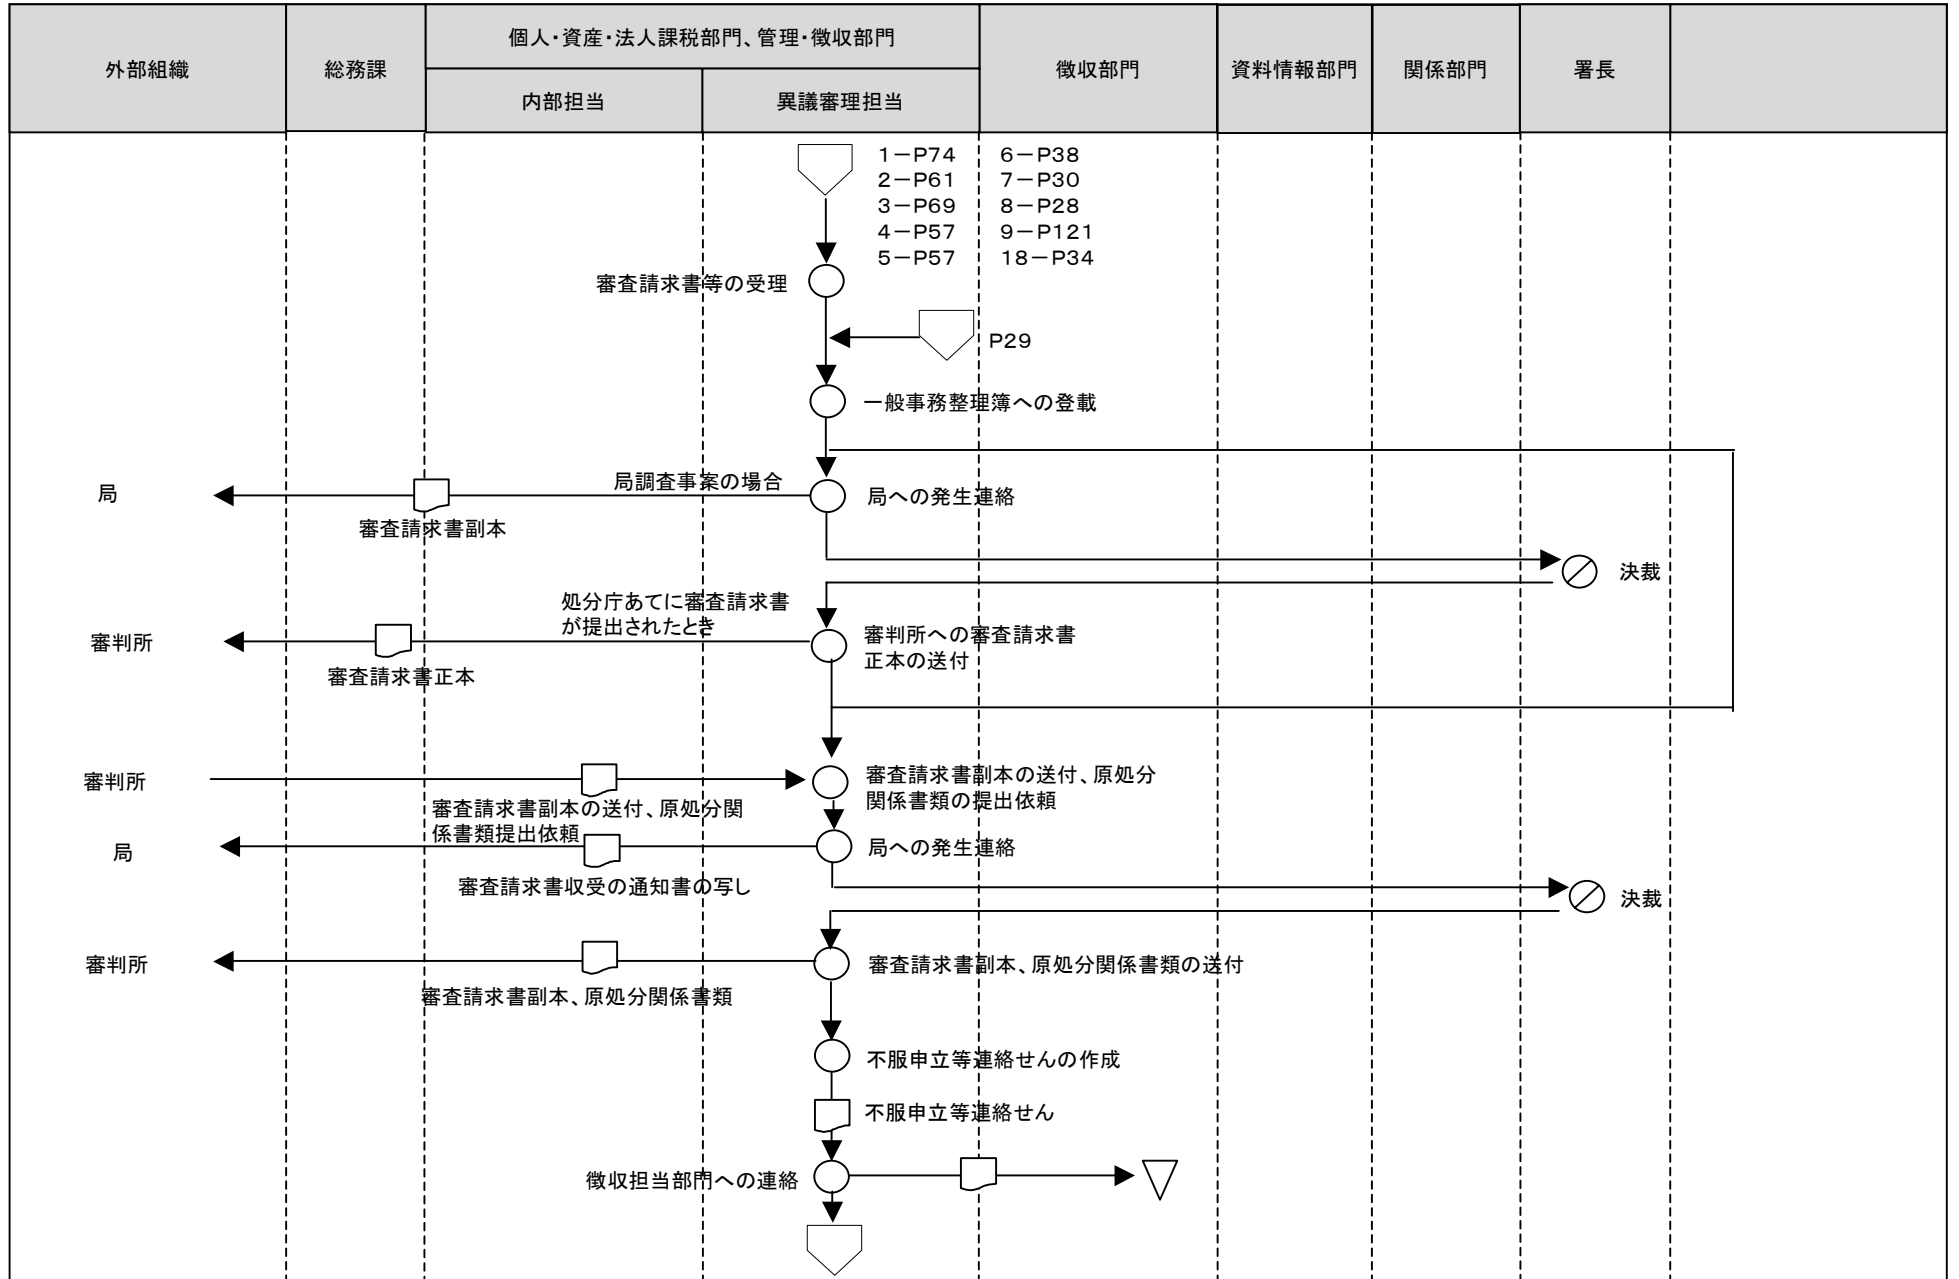 外部組織
総務課
個人・資産・法人課税部門、管理・徴収部門
内部担当
異議審理担当
徴収部門
資料情報部門
関係部門
署長
1－P74
2－P61
3－P69
4－P57
5－P57
6－P38
7－P30
8－P28
9－P121
18－P34
審査請求書等の受理
P29
一般事務整理簿への登載
局
局調査事案の場合
局への発生連絡
審査請求書副本
決裁
処分庁あてに審査請求書
が提出されたとき
審判所
審判所への審査請求書
正本の送付
審査請求書正本
審判所
審査請求書副本の送付、原処分
関係書類の提出依頼
審査請求書副本の送付、原処分関
係書類提出依頼
局
局への発生連絡
審査請求書収受の通知書の写し
決裁
審判所
審査請求書副本、原処分関係書類の送付
審査請求書副本、原処分関係書類
不服申立等連絡せんの作成
不服申立等連絡せん
徴収担当部門への連絡